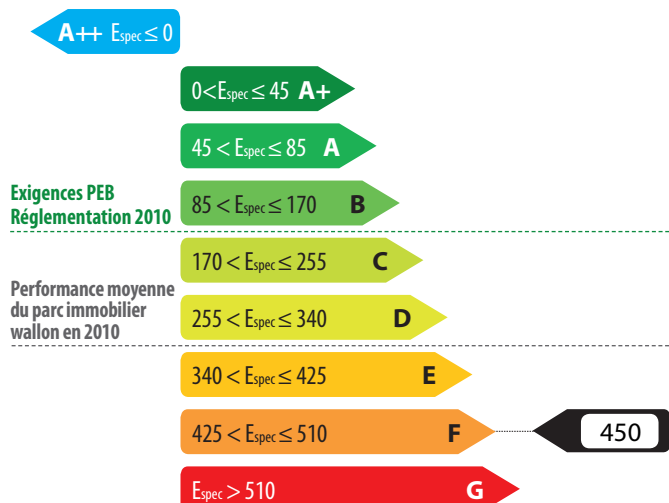 A++ Espec ≤ 0
0<Espec ≤ 45 A+
45 < Espec ≤ 85 A
Exigences PEB
Réglementation 2010
85 < Espec ≤ 170 B
170 < Espec ≤ 255 C
Performance moyenne
du parc immobilier
wallon en 2010
255 < Espec ≤ 340 D
340 < Espec ≤ 425 E
425 < Espec ≤ 510 F 450
Espec > 510 G